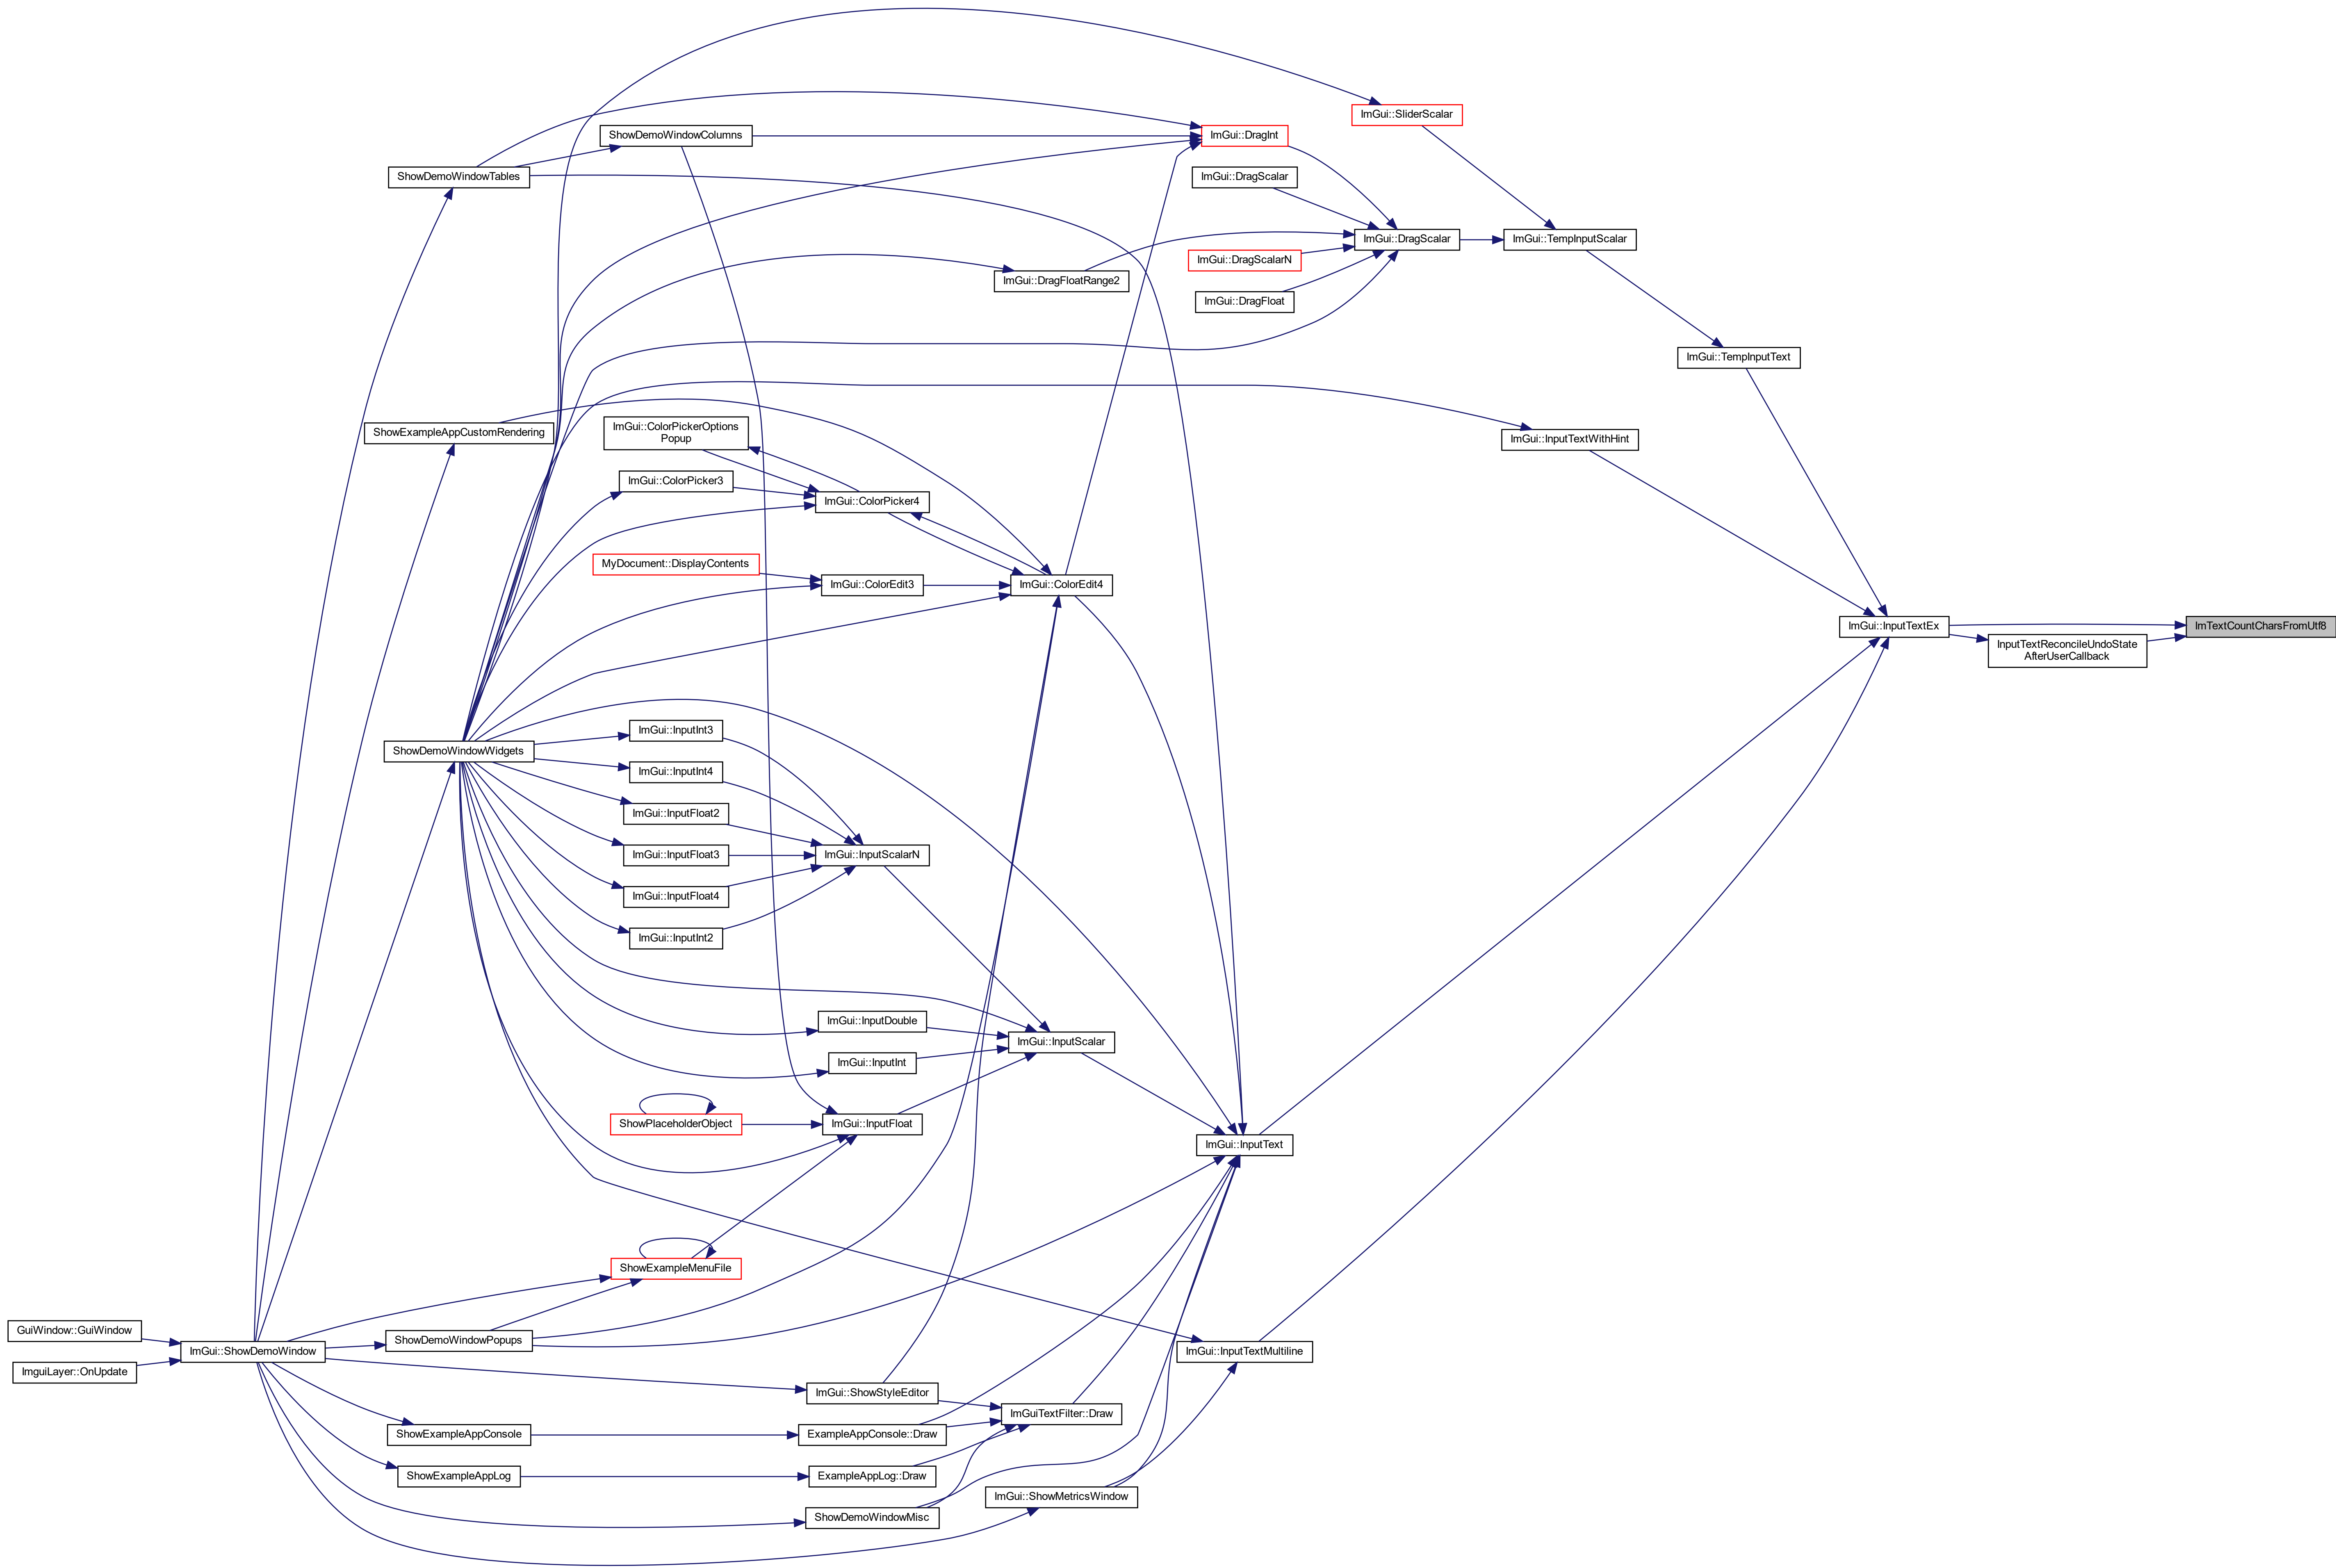 ImGui::SliderScalar
ShowDemoWindowColumns
ImGui::DragInt
ShowDemoWindowTables
ImGui::DragScalar
ImGui::DragScalar
ImGui::TempInputScalar
ImGui::DragScalarN
ImGui::DragFloatRange2
ImGui::DragFloat
ImGui::TempInputText
ShowExampleAppCustomRendering
ImGui::ColorPickerOptions
Popup
ImGui::InputTextWithHint
ImGui::ColorPicker3
ImGui::ColorPicker4
MyDocument::DisplayContents
ImGui::ColorEdit3
ImGui::ColorEdit4
ImGui::InputTextEx
ImTextCountCharsFromUtf8
InputTextReconcileUndoState
AfterUserCallback
ImGui::InputInt3
ShowDemoWindowWidgets
ImGui::InputInt4
ImGui::InputFloat2
ImGui::InputFloat3
ImGui::InputScalarN
ImGui::InputFloat4
ImGui::InputInt2
ImGui::InputDouble
ImGui::InputScalar
ImGui::InputInt
ShowPlaceholderObject
ImGui::InputFloat
ImGui::InputText
ShowExampleMenuFile
GuiWindow::GuiWindow
ShowDemoWindowPopups
ImGui::ShowDemoWindow
ImGui::InputTextMultiline
ImguiLayer::OnUpdate
ImGui::ShowStyleEditor
ImGuiTextFilter::Draw
ShowExampleAppConsole
ExampleAppConsole::Draw
ShowExampleAppLog
ExampleAppLog::Draw
ImGui::ShowMetricsWindow
ShowDemoWindowMisc